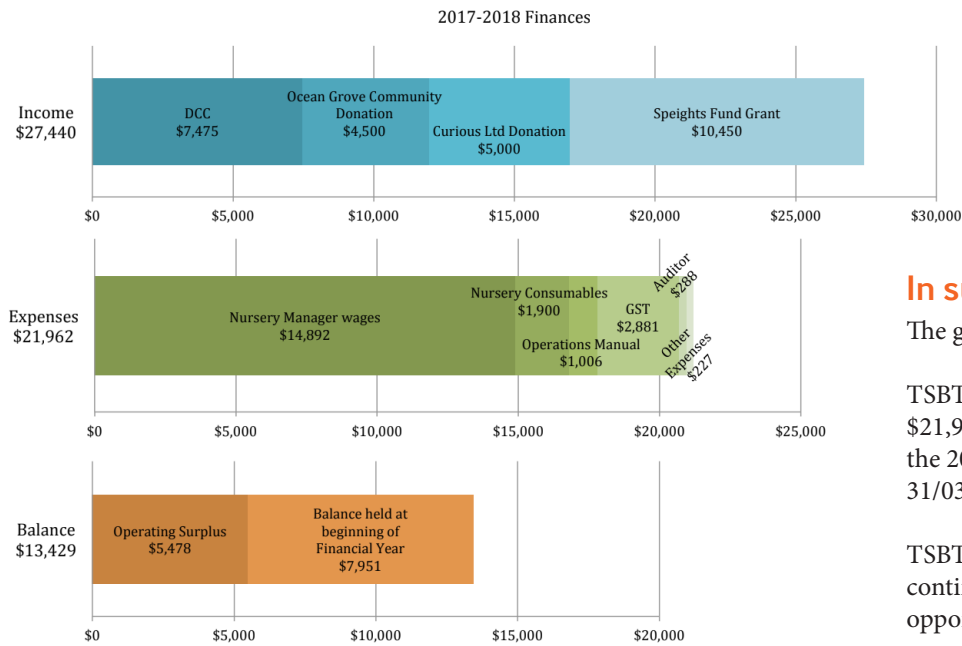 2017-2018 Finances
Income
$27,440
DCC
$7,475
Ocean Grove Community
Donation
$4,500
Curious Ltd Donation
$5,000
Speights Fund Grant
$10,450
$0 $5,000 $10,000 $15,000 $20,000 $25,000 $30,000
Expenses
$21,962
Nursery Manager wages
$14,892
Nursery Consumables
$1,900
Operations Manual
$1,006
GST
$2,881
Auditor
$288
Other
Expenses
$227
$0 $5,000 $10,000 $15,000 $20,000 $25,000
Balance
$13,429
Operating Surplus
$5,478
Balance held at
beginning of
Financial Year
$7,951
$0 $5,000 $10,000 $15,000 $20,000
In s
The g
TSBT
$21,9
the 20
31/03
TSBT
conti
oppo